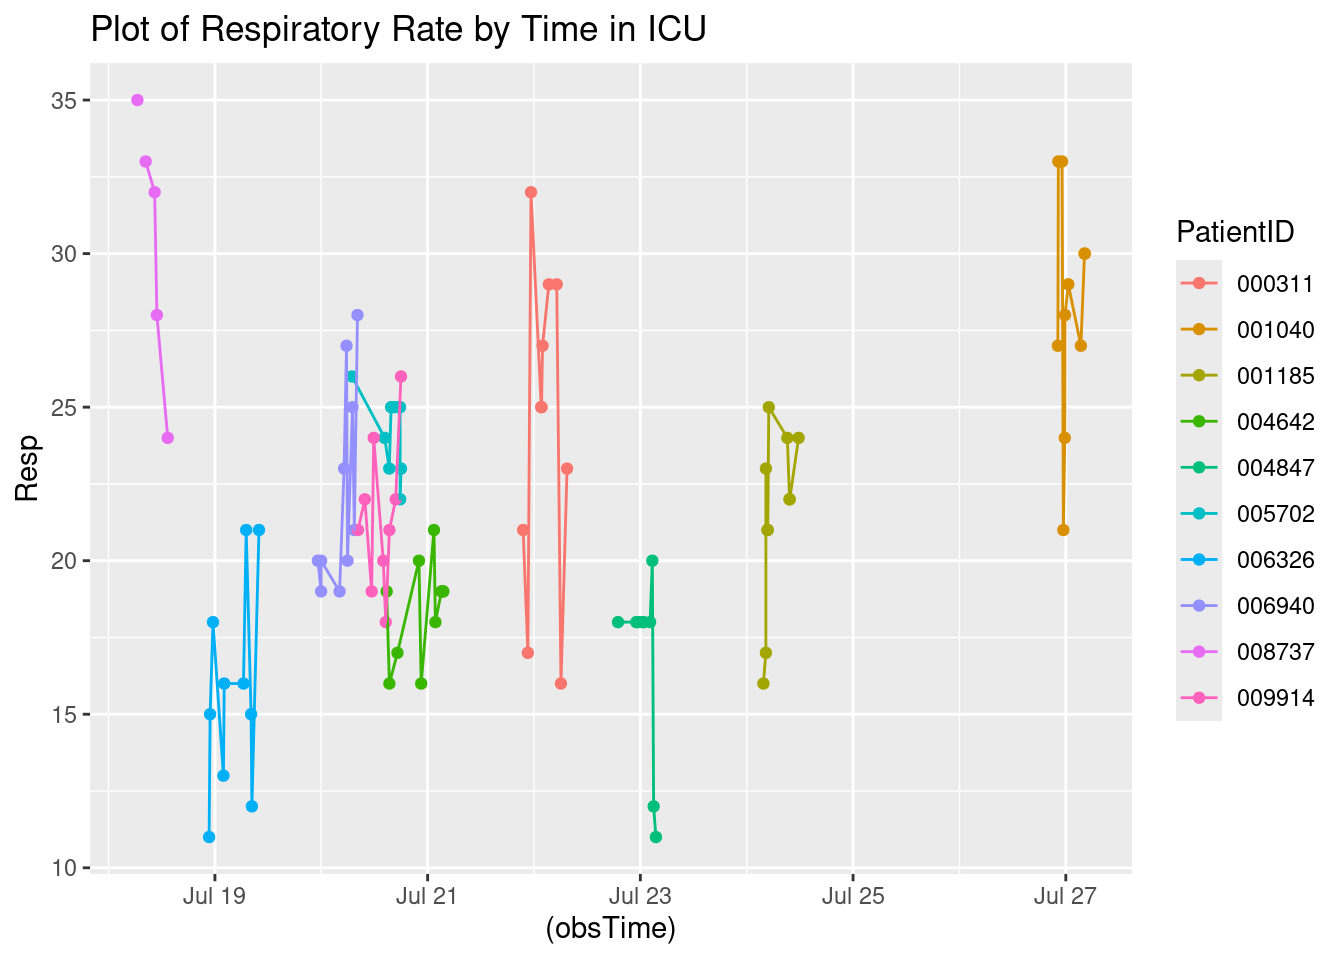 Plot of Respiratory Rate by Time in ICU
35
30
25
20
15
10
Resp
Jul 19
Jul 21
Jul 23
Jul 25
Jul 27
(obsTime)
PatientID
000311
001040
001185
004642
004847
005702
006326
006940
008737
009914